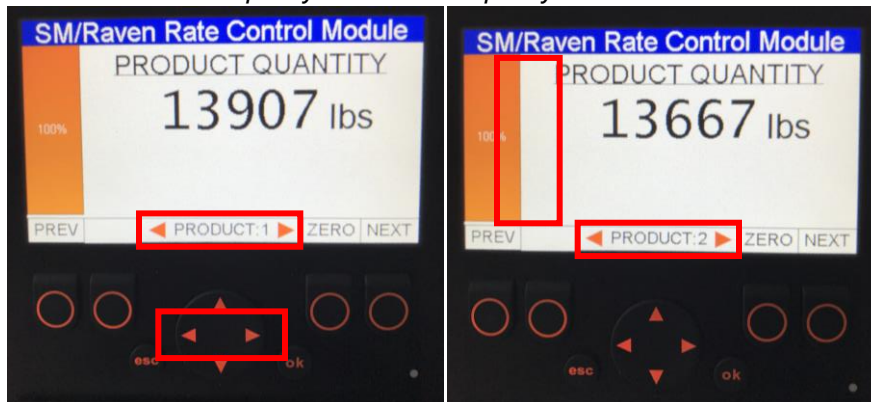 SM/Raven Rate Control Module
PRODUCT QUANTITY
13907 lbs
100%
PREV ◀ PRODUCT:1 ▶ ZERO NEXT
esc ok
SM/Raven Rate Control Module
PRODUCT QUANTITY
13667 lbs
100%
PREV ◀ PRODUCT:2 ▶ ZERO NEXT
esc ok